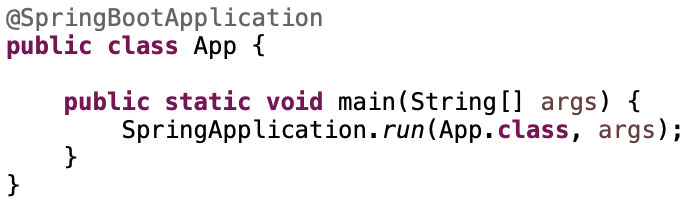 @SpringBootApplication
public class App {
    public static void main(String[] args) {
        SpringApplication.run(App.class, args);
    }
}